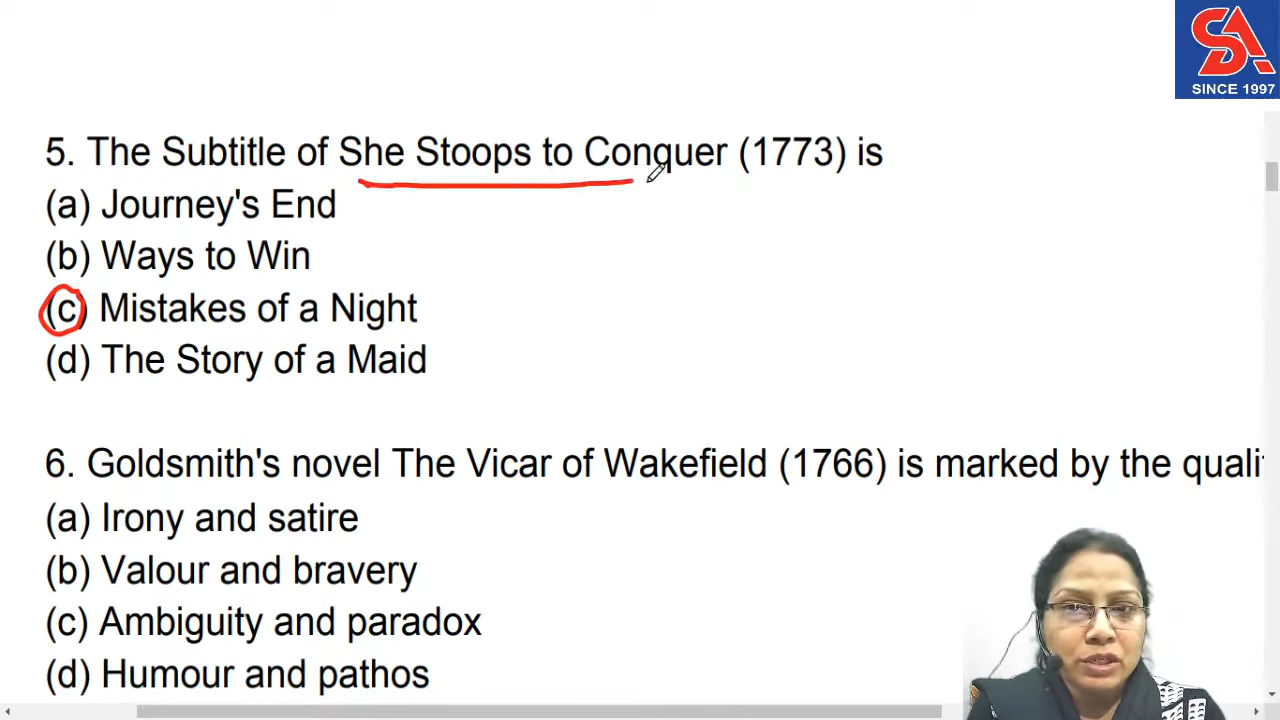 SA
SINCE 1997
5. The Subtitle of She Stoops to Conquer (1773) is
(a) Journey's End
(b) Ways to Win
(c) Mistakes of a Night
(d) The Story of a Maid
6. Goldsmith's novel The Vicar of Wakefield (1766) is marked by the quali
(a) Irony and satire
(b) Valour and bravery
(c) Ambiguity and paradox
(d) Humour and pathos